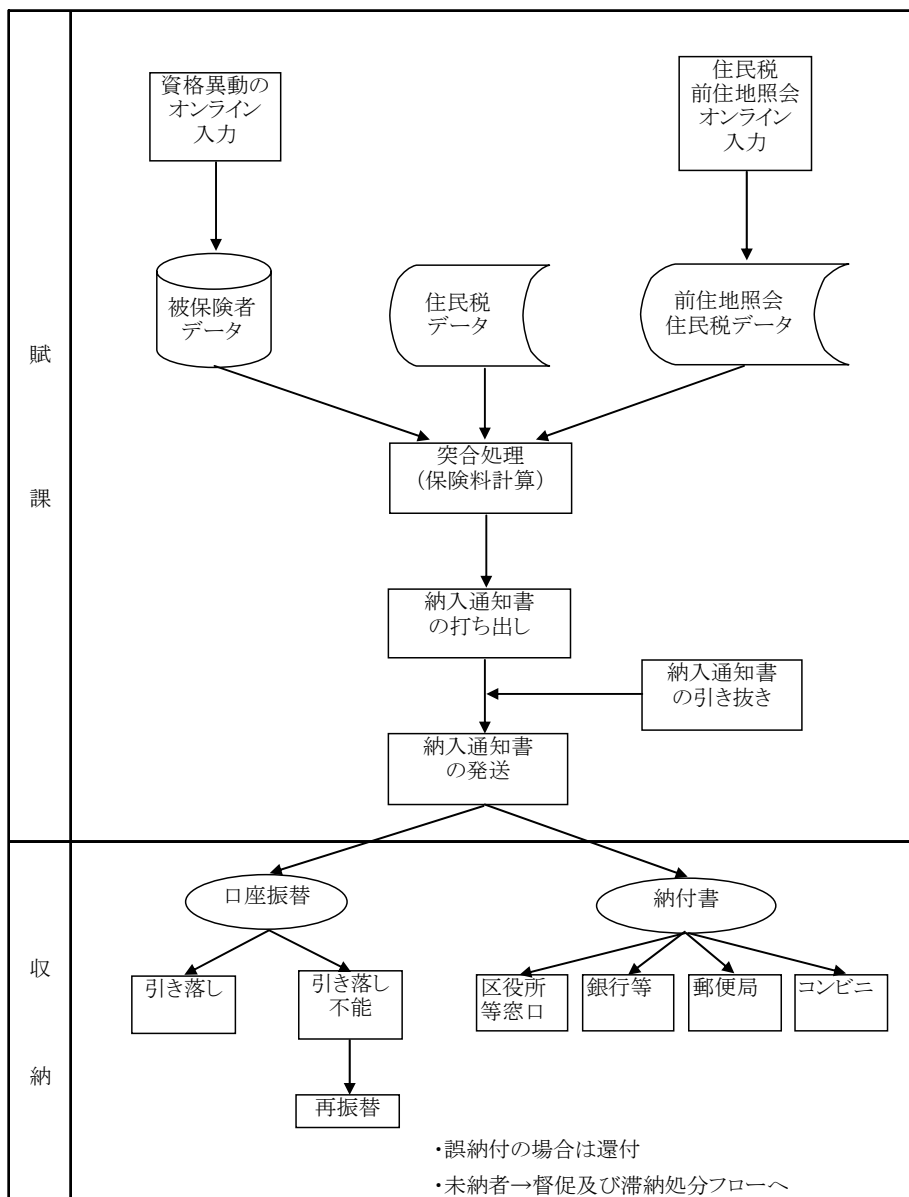 賦
課
資格異動の
オンライン
入力
住民税
前住地照会
オンライン
入力
被保険者
データ
住民税
データ
前住地照会
住民税データ
突合処理
(保険料計算)
納入通知書
の打ち出し
納入通知書
の引き抜き
納入通知書
の発送
収
納
口座振替
納付書
引き落し
引き落し
不能
区役所
等窓口
銀行等
郵便局
コンビニ
再振替
・誤納付の場合は還付
・未納者→督促及び滞納処分フローへ